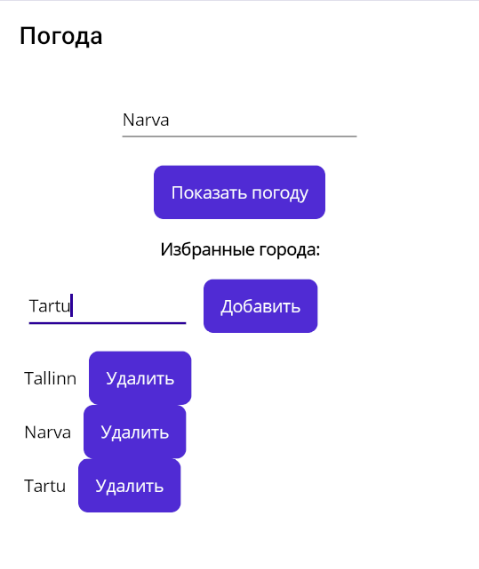 Погода
Narva
Показать погоду
Избранные города:
Tartu Добавить
Tallinn Удалить
Narva Удалить
Tartu Удалить